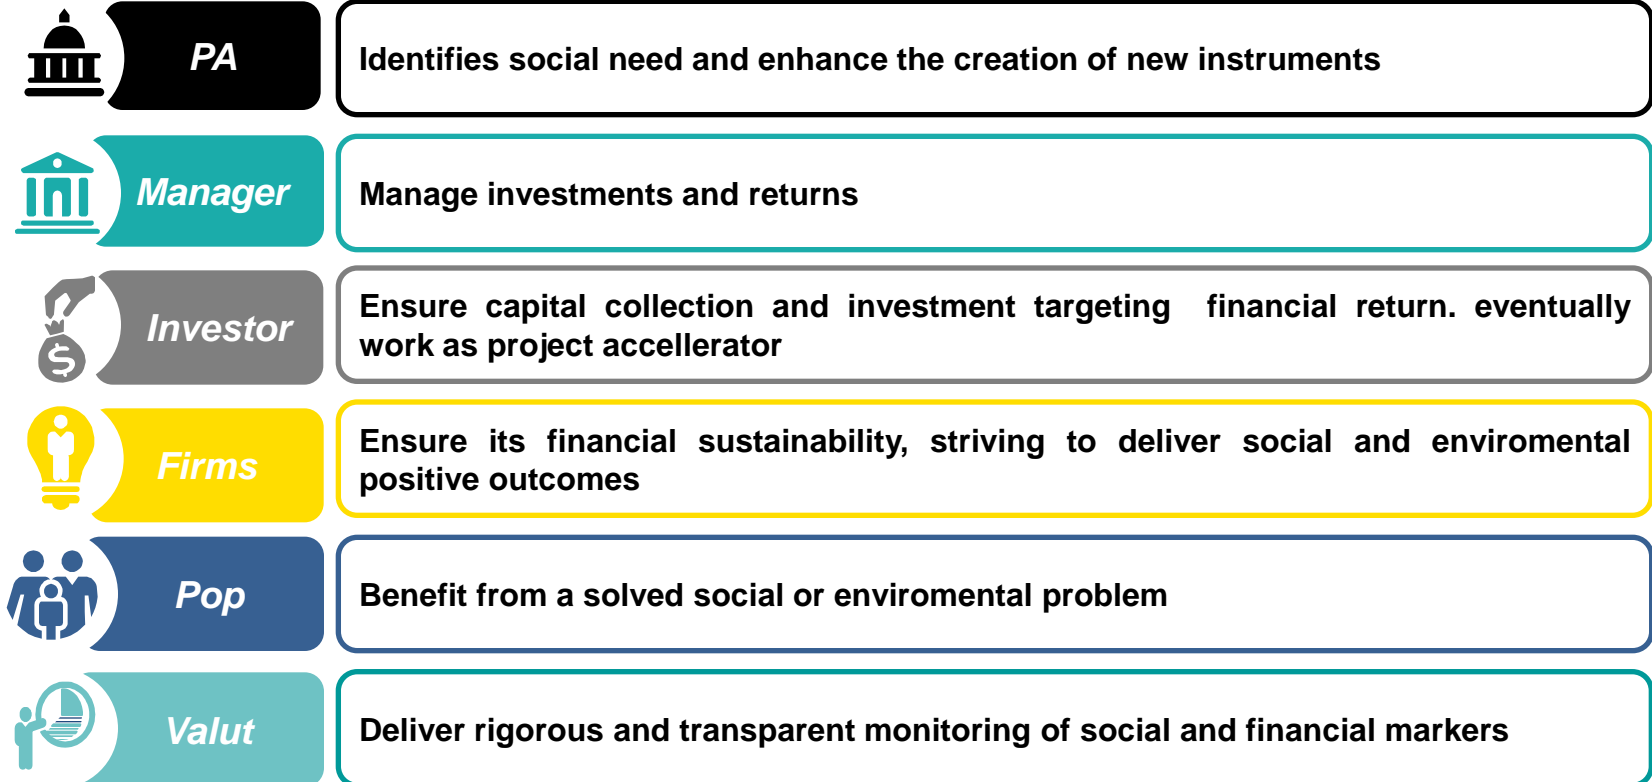 PA
Identifies social need and enhance the creation of new instruments
Manager
Manage investments and returns
Investor
Ensure capital collection and investment targeting financial return. eventually
work as project accellerator
$
Firms
Ensure its financial sustainability, striving to deliver social and enviromental
positive outcomes
Pop
Benefit from a solved social or enviromental problem
Valut
Deliver rigorous and transparent monitoring of social and financial markers